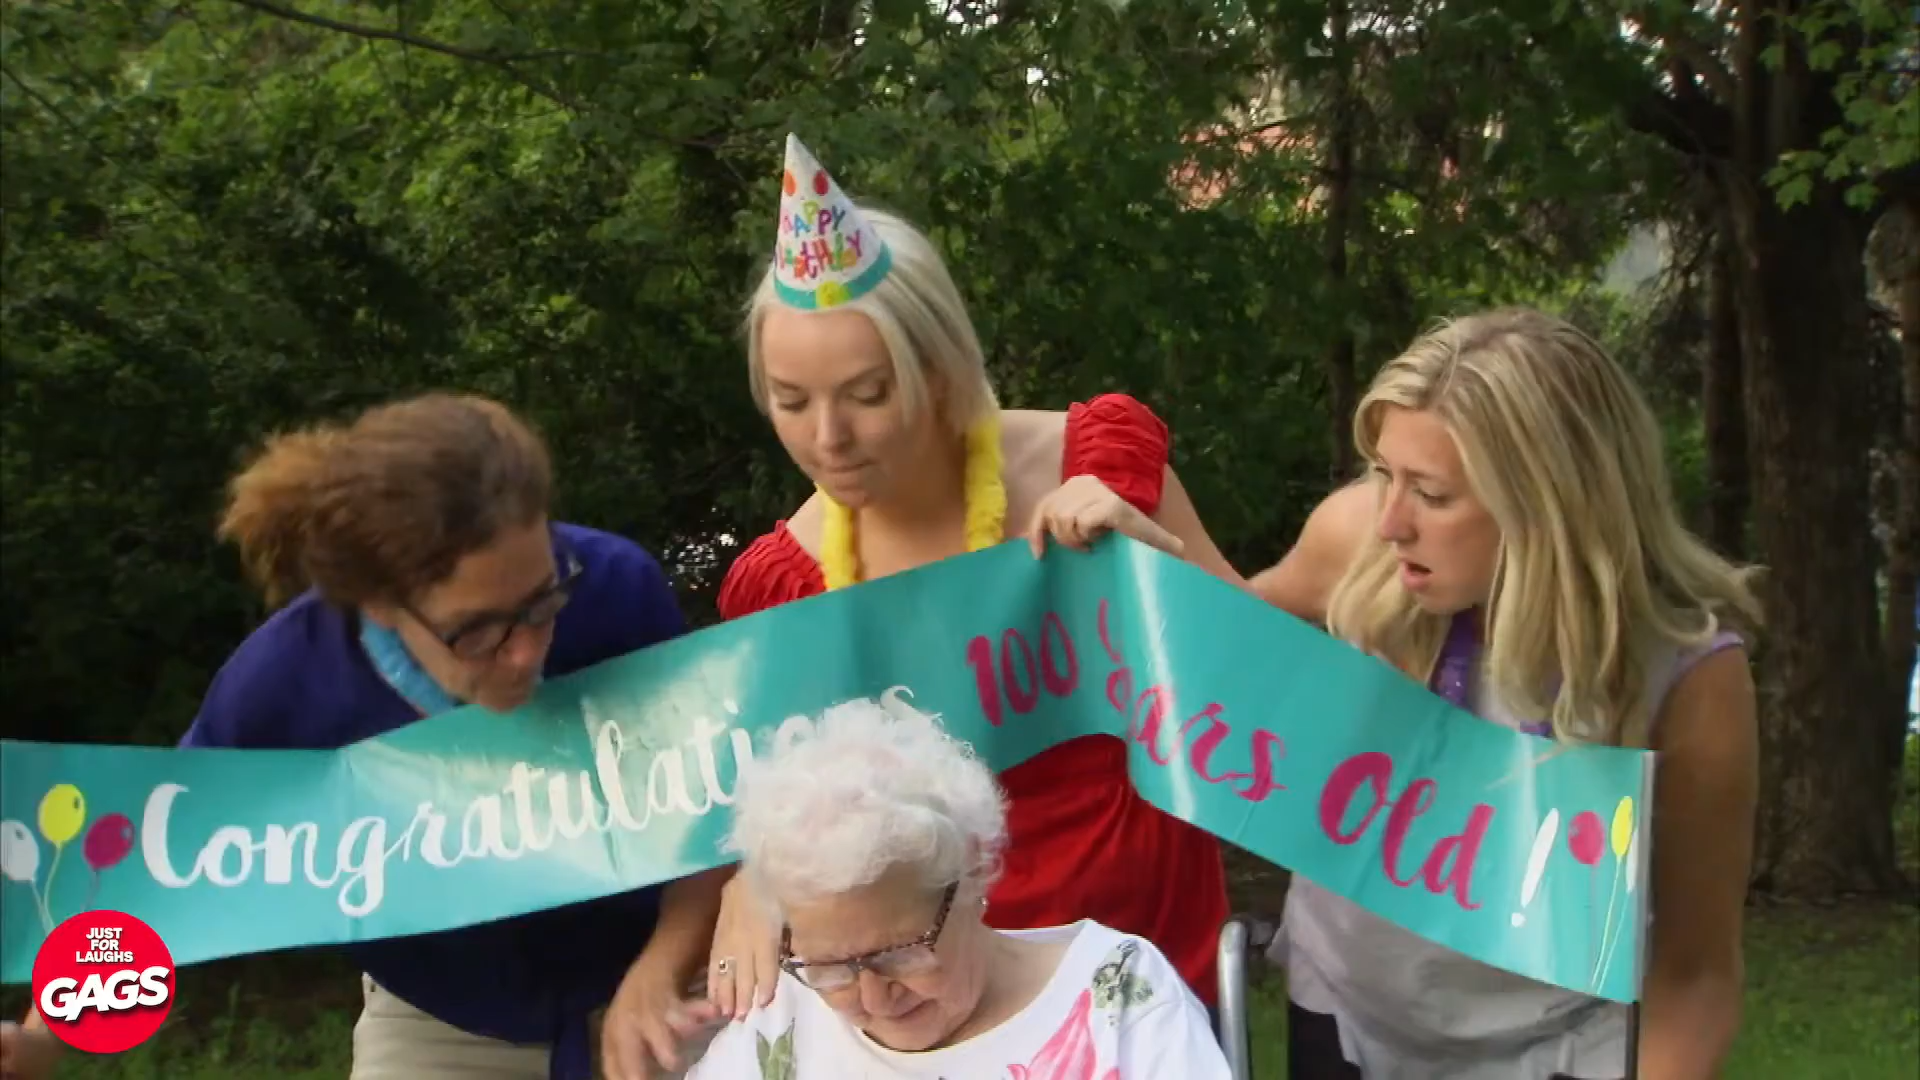 HAPPY
Birthday
Congratulations 100 Years Old!
JUST
FOR
LAUGHS
GAGS